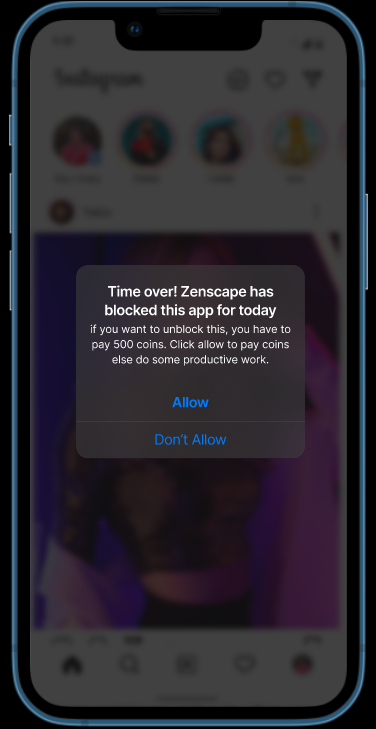 Instagram
Time over! Zenscape has
blocked this app for today
if you want to unblock this, you have to
pay 500 coins. Click allow to pay coins
else do some productive work.
Allow
Don't Allow